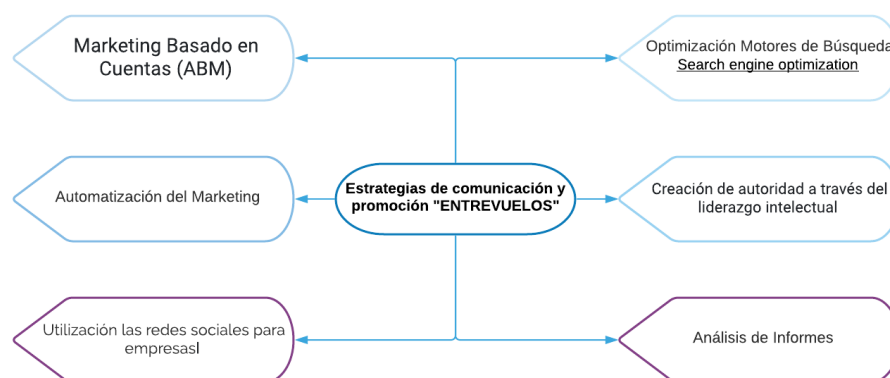 Marketing Basado en
Cuentas (ABM)
Optimización Motores de Búsqueda
Search engine optimization
Automatización del Marketing
Estrategias de comunicación y
promoción "ENTREVUELOS"
Creación de autoridad a través del
liderazgo intelectual
Utilización las redes sociales para
empresasl
Análisis de Informes